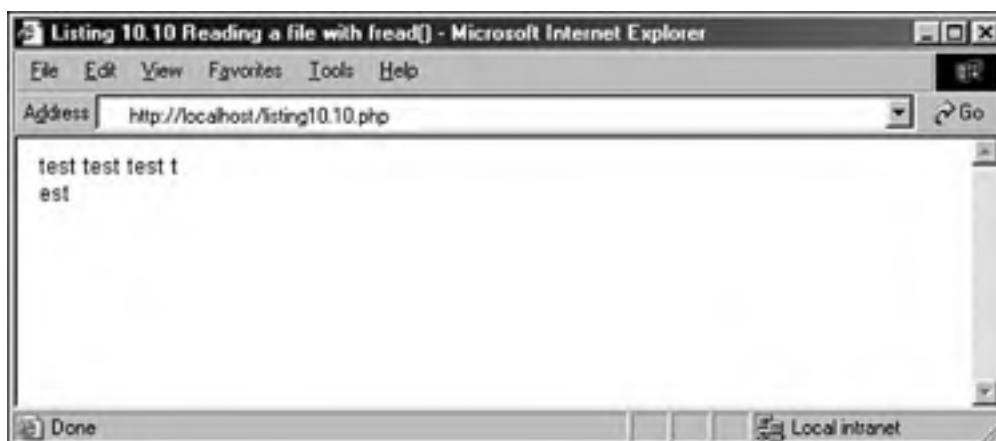 Listing 10.10 Reading a file with fread() - Microsoft Internet Explorer
File Edit View Favorites Tools Help
Address http://localhost/listing10.10.php Go
test test test t
est
Done Local intranet